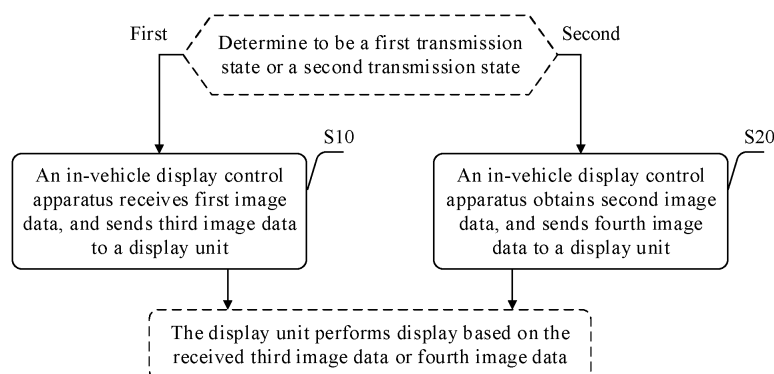 First
Determine to be a first transmission
state or a second transmission state
Second
S10
An in-vehicle display control
apparatus receives first image
data, and sends third image data
to a display unit
S20
An in-vehicle display control
apparatus obtains second image
data, and sends fourth image
data to a display unit
The display unit performs display based on the
received third image data or fourth image data